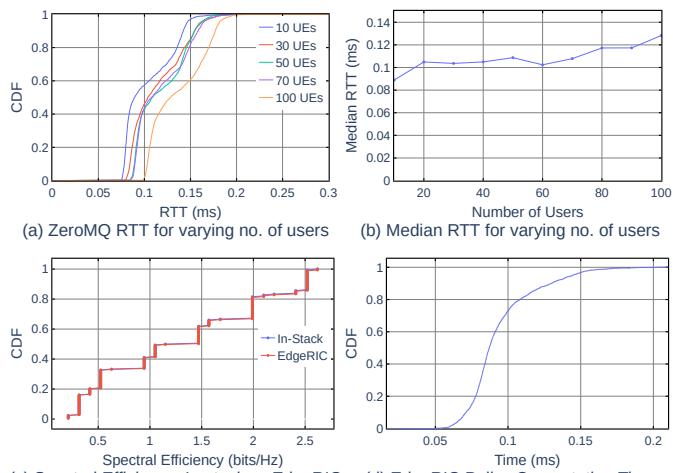 1
0.8
0.6
0.4
0.2
0
CDF
10 UEs
30 UEs
50 UEs
70 UEs
100 UEs
0 0.05 0.1 0.15 0.2 0.25 0.3
RTT (ms)
(a) ZeroMQ RTT for varying no. of users
0.14
0.12
0.1
0.08
0.06
0.04
0.02
0
Median RTT (ms)
20 40 60 80 100
Number of Users
(b) Median RTT for varying no. of users
1
0.8
0.6
0.4
0.2
0
CDF
In-Stack
EdgeRIC
0.5 1 1.5 2 2.5
Spectral Efficiency (bits/Hz)
1
0.8
0.6
0.4
0.2
0
CDF
0.05 0.1 0.15 0.2
Time (ms)